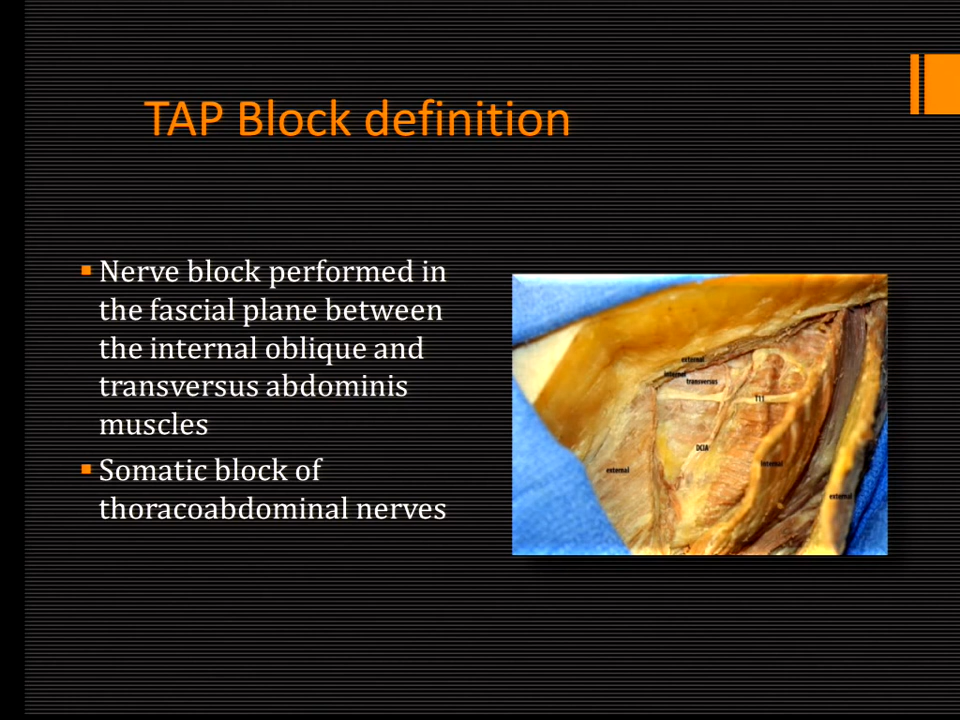 TAP Block definition
▪ Nerve block performed in
the fascial plane between
the internal oblique and
transversus abdominis
muscles
▪ Somatic block of
thoracoabdominal nerves
external
internal
transversus
T11
DCIA
external
internal
external